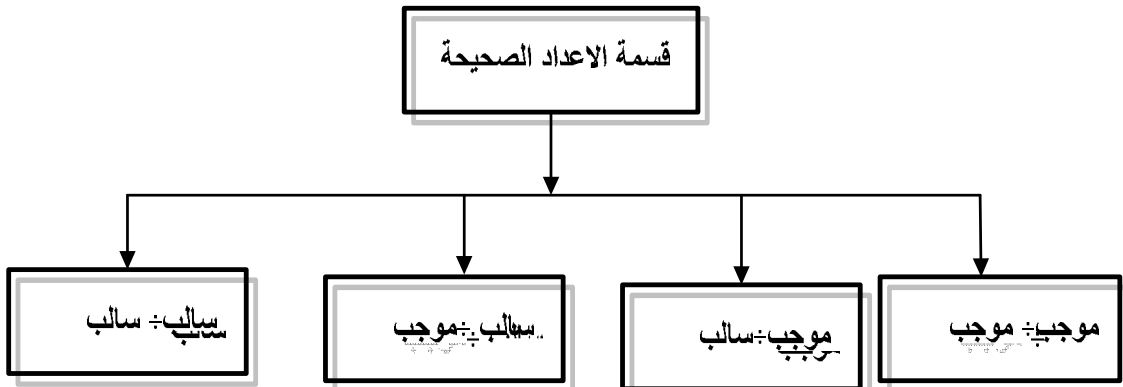 قسمة الاعداد الصحيحة
موجب÷ موجب
موجب÷سالب
سالب ÷موجب
سالب÷ سالب